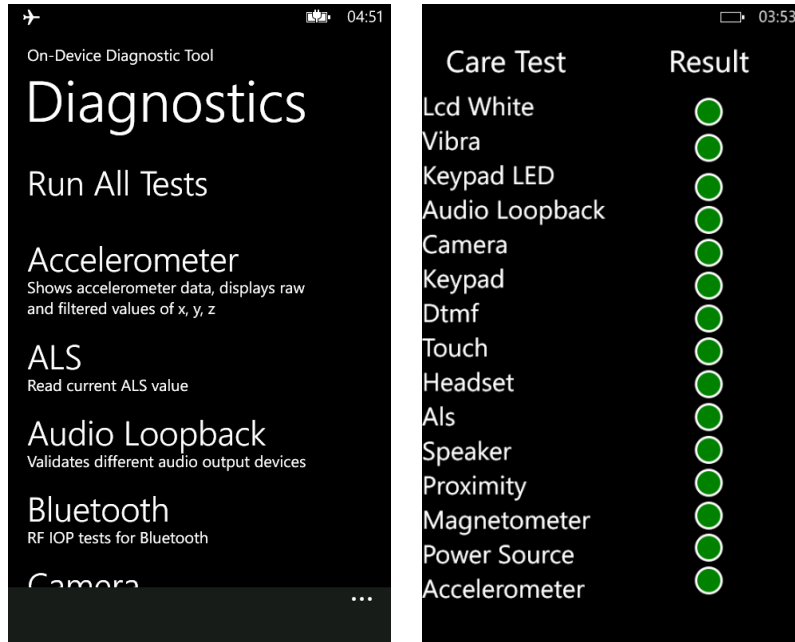 04:51
On-Device Diagnostic Tool
Diagnostics
Run All Tests
Accelerometer
Shows accelerometer data, displays raw
and filtered values of x, y, z
ALS
Read current ALS value
Audio Loopback
Validates different audio output devices
Bluetooth
RF IOP tests for Bluetooth
Camera
...
03:53
Care Test Result
Lcd White
Vibra
Keypad LED
Audio Loopback
Camera
Keypad
Dtmf
Touch
Headset
Als
Speaker
Proximity
Magnetometer
Power Source
Accelerometer